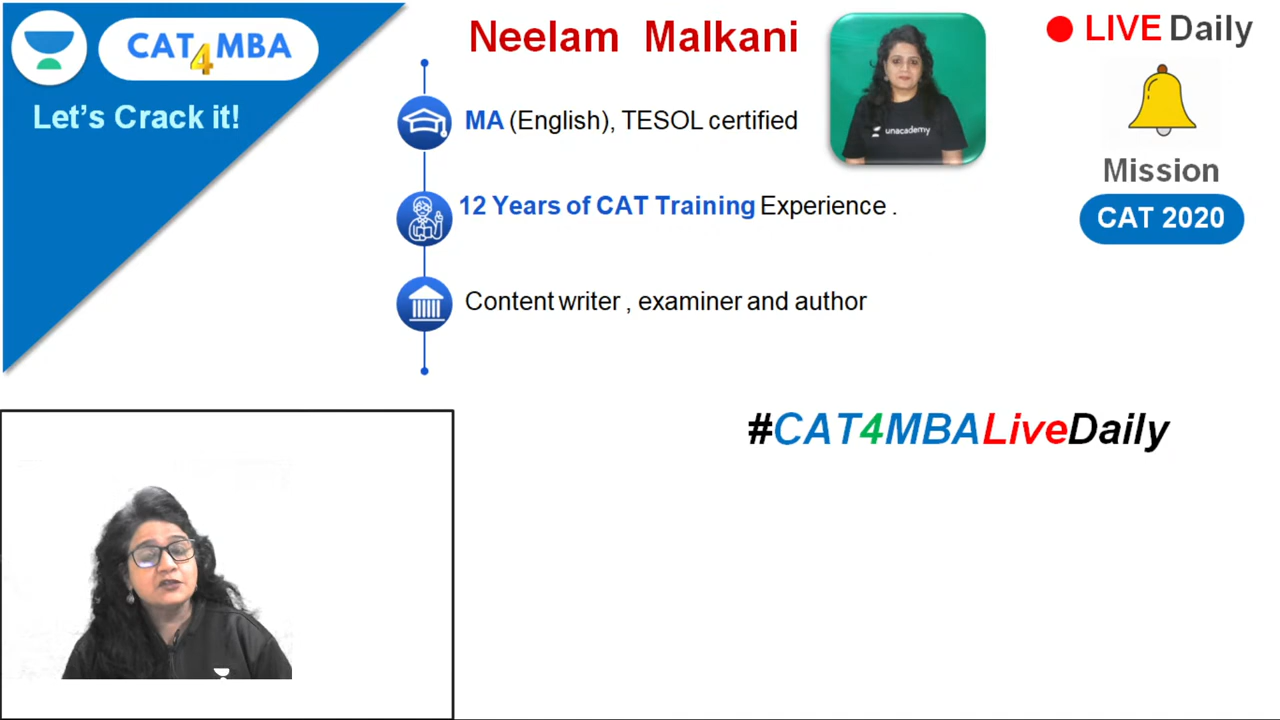 CAT4MBA
Let's Crack it!
Neelam Malkani
MA (English), TESOL certified
12 Years of CAT Training Experience .
Content writer , examiner and author
unacademy
LIVE Daily
Mission
CAT 2020
#CAT4MBALiveDaily